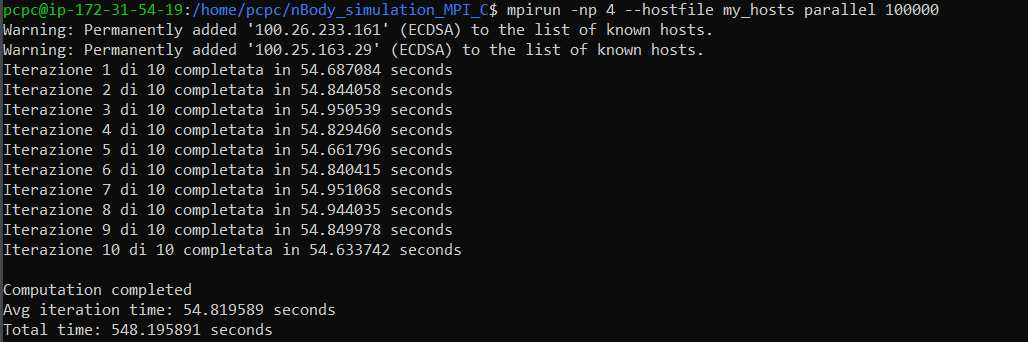 pcpc@ip-172-31-54-19:/home/pcpc/nBody_simulation_MPI_C$ mpirun -np 4 --hostfile my_hosts parallel 100000
Warning: Permanently added '100.26.233.161' (ECDSA) to the list of known hosts.
Warning: Permanently added '100.25.163.29' (ECDSA) to the list of known hosts.
Iterazione 1 di 10 completata in 54.687084 seconds
Iterazione 2 di 10 completata in 54.844058 seconds
Iterazione 3 di 10 completata in 54.950539 seconds
Iterazione 4 di 10 completata in 54.829460 seconds
Iterazione 5 di 10 completata in 54.661796 seconds
Iterazione 6 di 10 completata in 54.840415 seconds
Iterazione 7 di 10 completata in 54.951068 seconds
Iterazione 8 di 10 completata in 54.944035 seconds
Iterazione 9 di 10 completata in 54.849978 seconds
Iterazione 10 di 10 completata in 54.633742 seconds
Computation completed
Avg iteration time: 54.819589 seconds
Total time: 548.195891 seconds